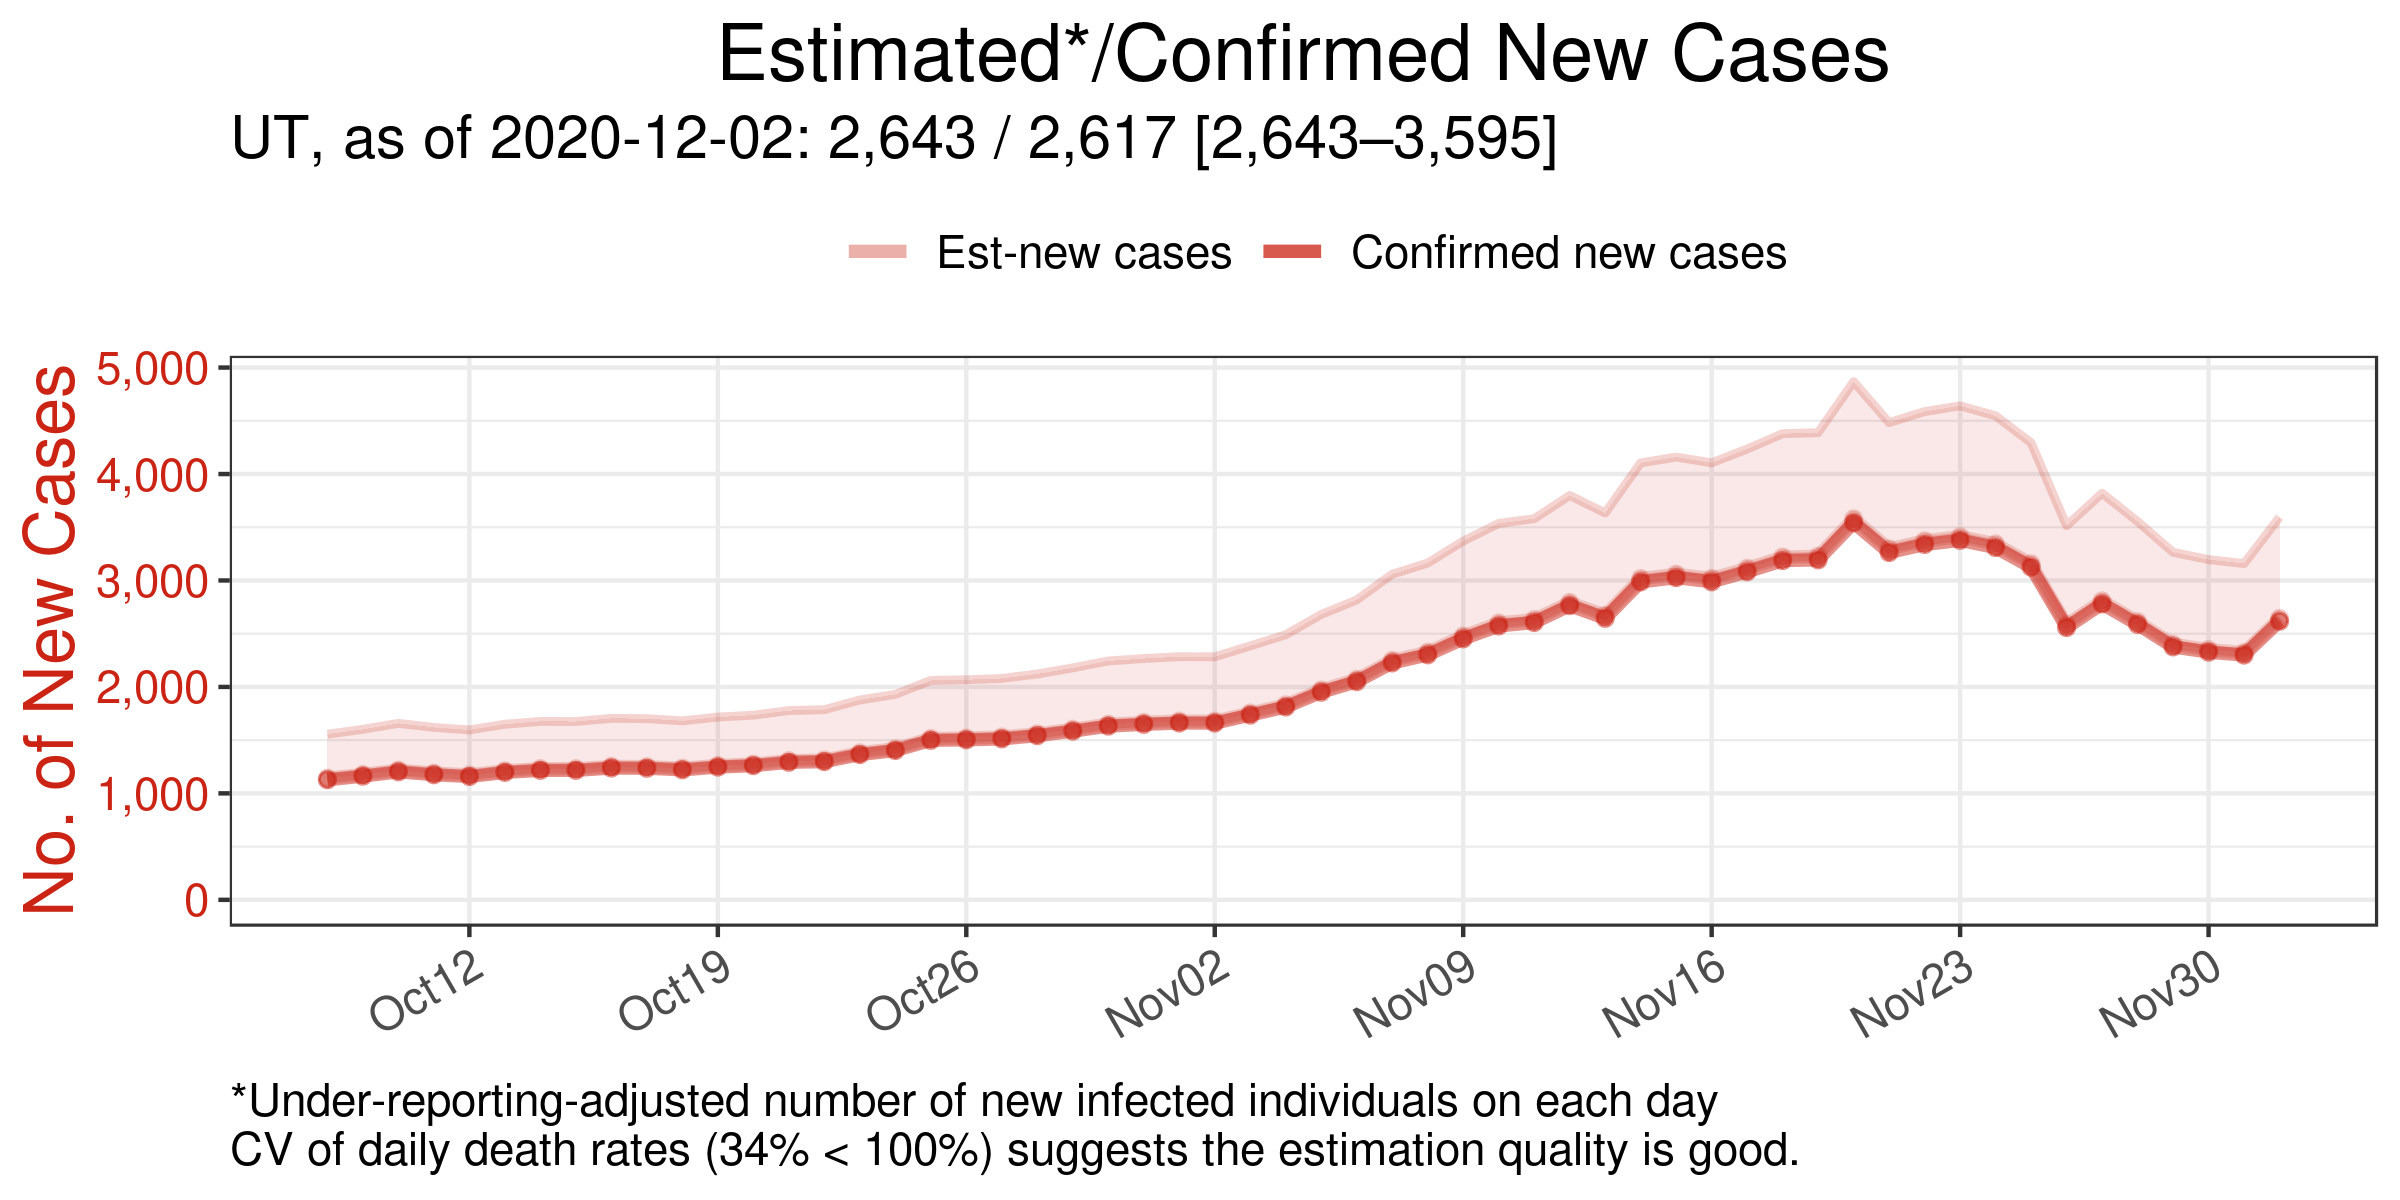 Estimated*/Confirmed New Cases
UT, as of 2020-12-02: 2,643 / 2,617 [2,643–3,595]
Est-new cases
Confirmed new cases
No. of New Cases
5,000
4,000
3,000
2,000
1,000
0
Oct12
Oct19
Oct26
Nov02
Nov09
Nov16
Nov23
Nov30
*Under-reporting-adjusted number of new infected individuals on each day
CV of daily death rates (34% < 100%) suggests the estimation quality is good.